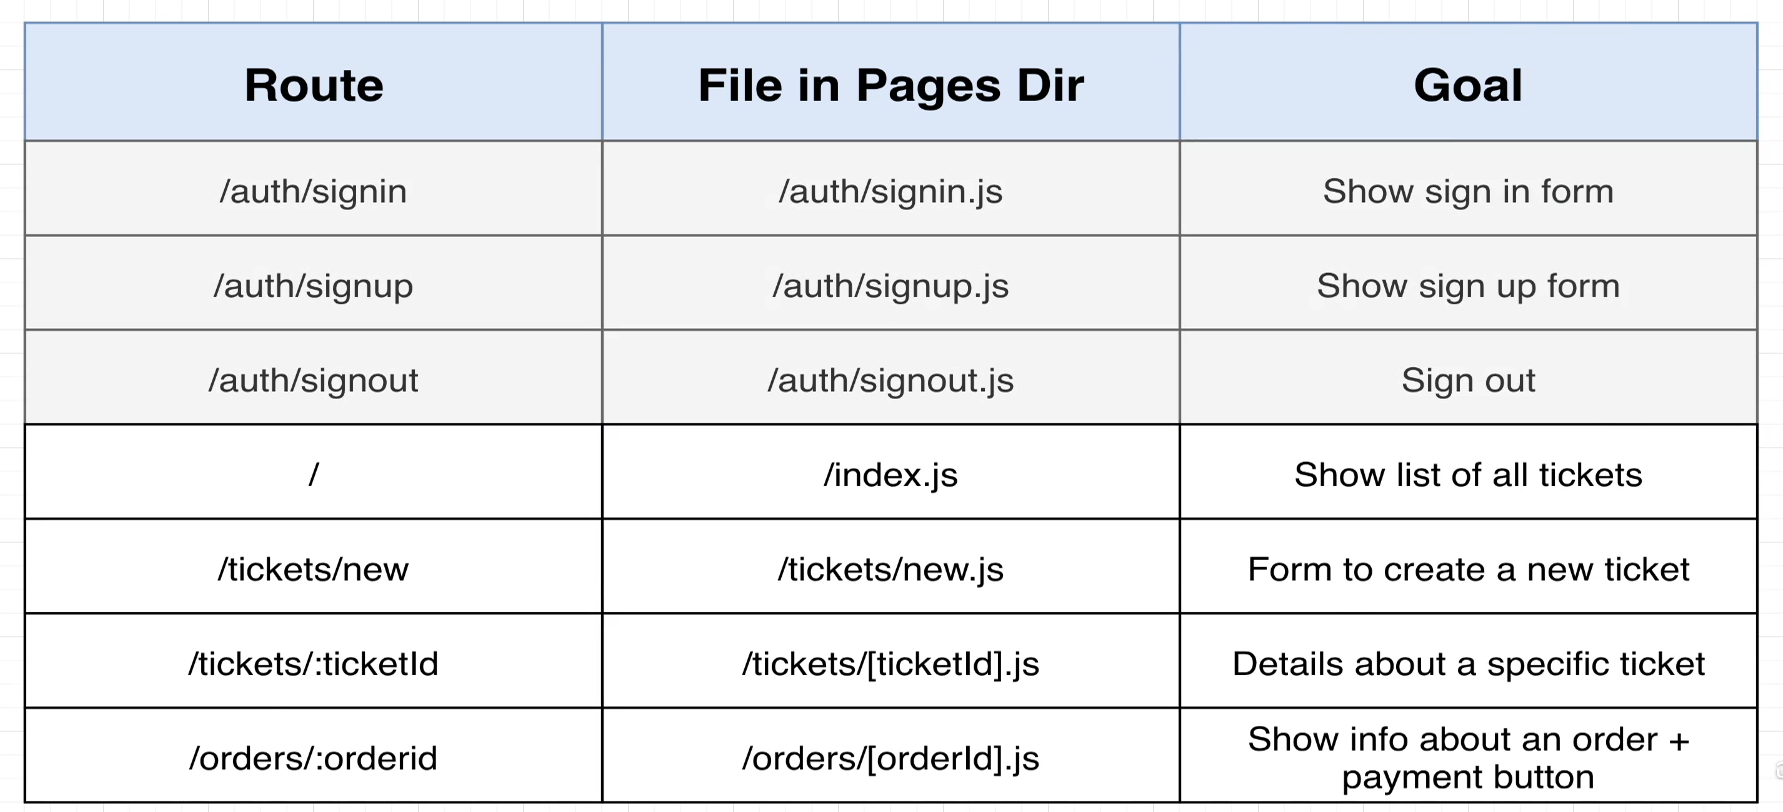 Route File in Pages Dir Goal
/auth/signin /auth/signin.js Show sign in form
/auth/signup /auth/signup.js Show sign up form
/auth/signout /auth/signout.js Sign out
/ /index.js Show list of all tickets
/tickets/new /tickets/new.js Form to create a new ticket
/tickets/:ticketId /tickets/[ticketId].js Details about a specific ticket
/orders/:orderid /orders/[orderId].js Show info about an order +
payment button